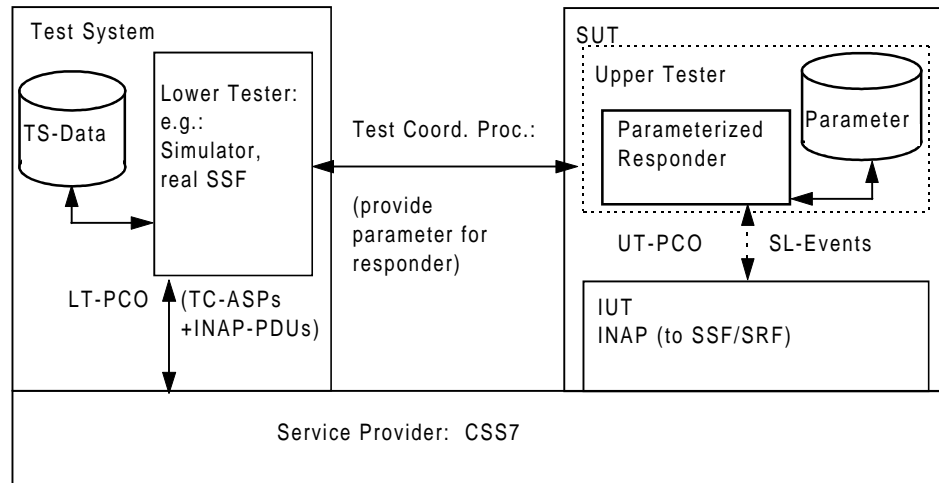 Test System
TS-Data
Lower Tester:
e.g.:
Simulator,
real SSF
LT-PCO
(TC-ASPs
+INAP-PDUs)
Test Coord. Proc.:
(provide
parameter for
responder)
SUT
Upper Tester
Parameterized
Responder
Parameter
UT-PCO
SL-Events
IUT
INAP (to SSF/SRF)
Service Provider: CSS7